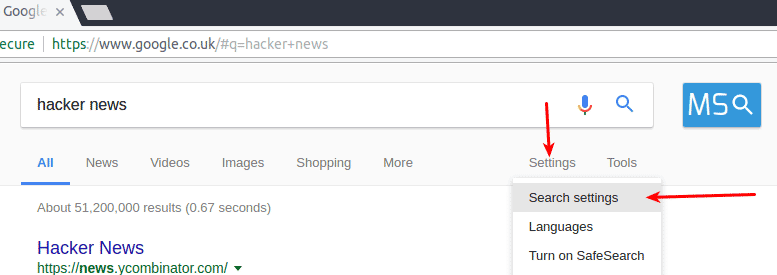 Google
ecure https://www.google.co.uk/#q=hacker+news
hacker news
MS
All News Videos Images Shopping More Settings Tools
Search settings
About 51,200,000 results (0.67 seconds)
Languages
Hacker News
Turn on SafeSearch
https://news.ycombinator.com/